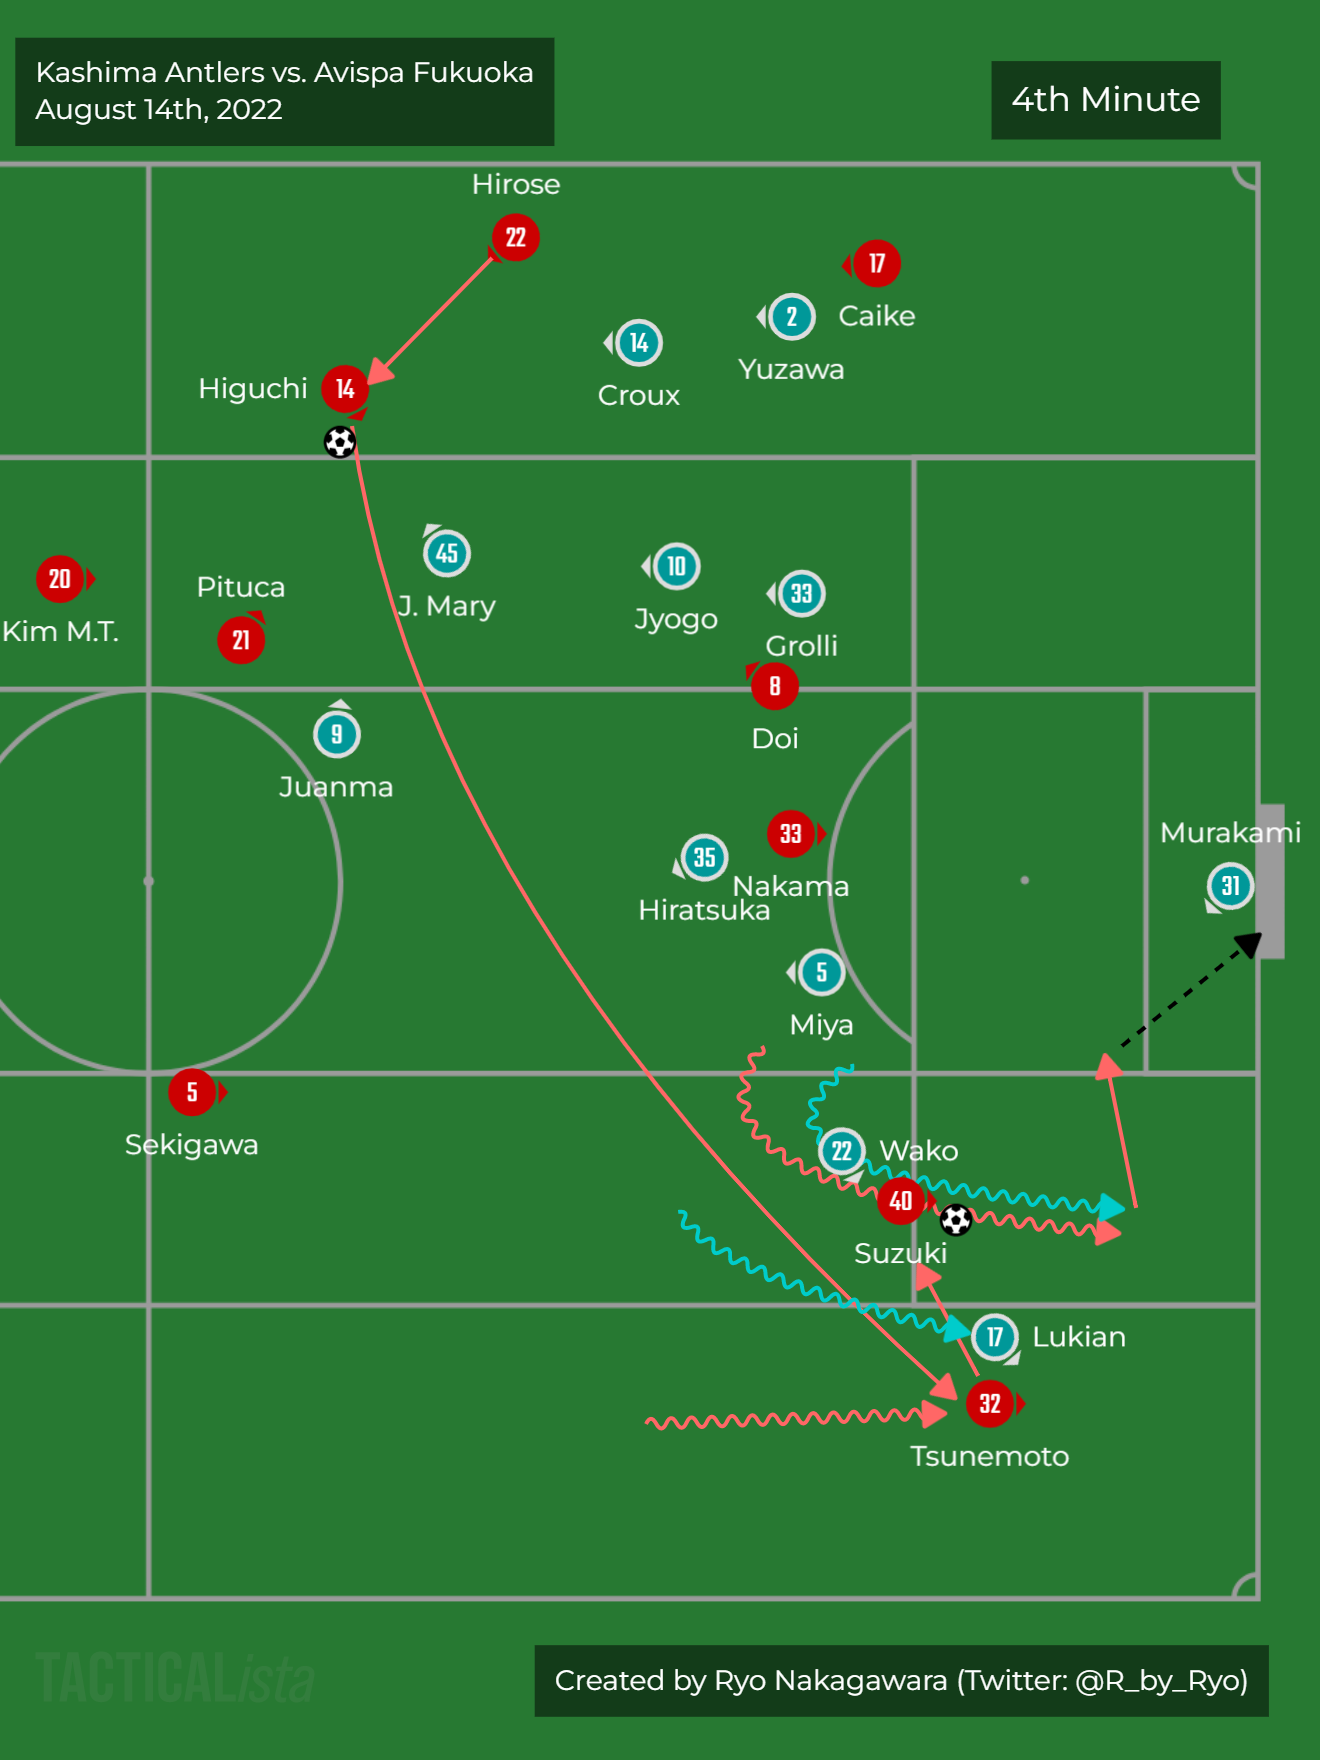 Kashima Antlers vs. Avispa Fukuoka
August 14th, 2022
4th Minute
Hirose
22
17
Caike
2
Yuzawa
14
Croux
Higuchi
14
45
J. Mary
10
Jyogo
33
Grolli
20
Kim M.T.
Pituca
21
8
Doi
9
Juanma
33
Nakama
35
Hiratsuka
Murakami
31
5
Miya
5
Sekigawa
22
Wako
40
Suzuki
17
Lukian
32
Tsunemoto
TACTICALista
Created by Ryo Nakagawara (Twitter: @R_by_Ryo)